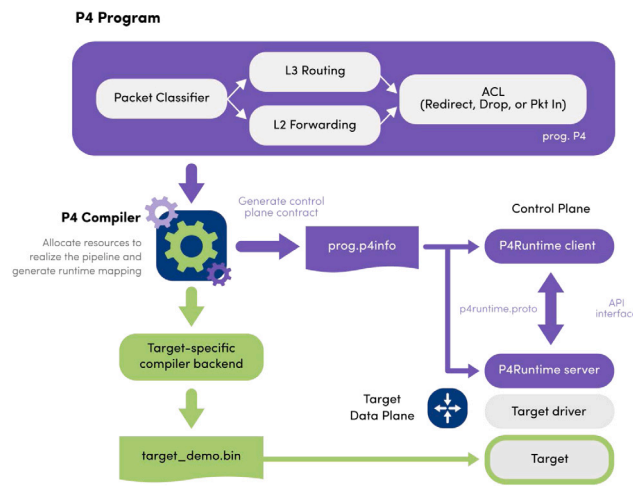 P4 Program
L3 Routing
Packet Classifier
ACL
(Redirect, Drop, or Pkt In)
L2 Forwarding
prog. P4
P4 Compiler
Allocate resources to
realize the pipeline and
generate runtime mapping
Generate control
plane contract
prog.p4info
Control Plane
P4Runtime client
p4runtime.proto
API
interface
P4Runtime server
Target-specific
compiler backend
Target
Data Plane
Target driver
target_demo.bin
Target